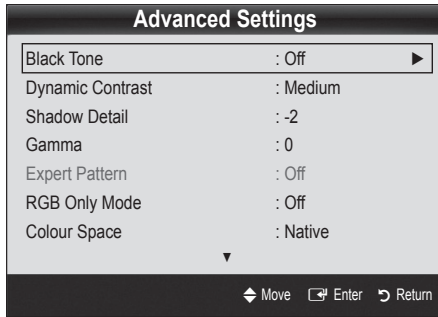 Advanced Settings
Black Tone : Off ▶
Dynamic Contrast : Medium
Shadow Detail : -2
Gamma : 0
Expert Pattern : Off
RGB Only Mode : Off
Colour Space : Native
▼
Move Enter Return